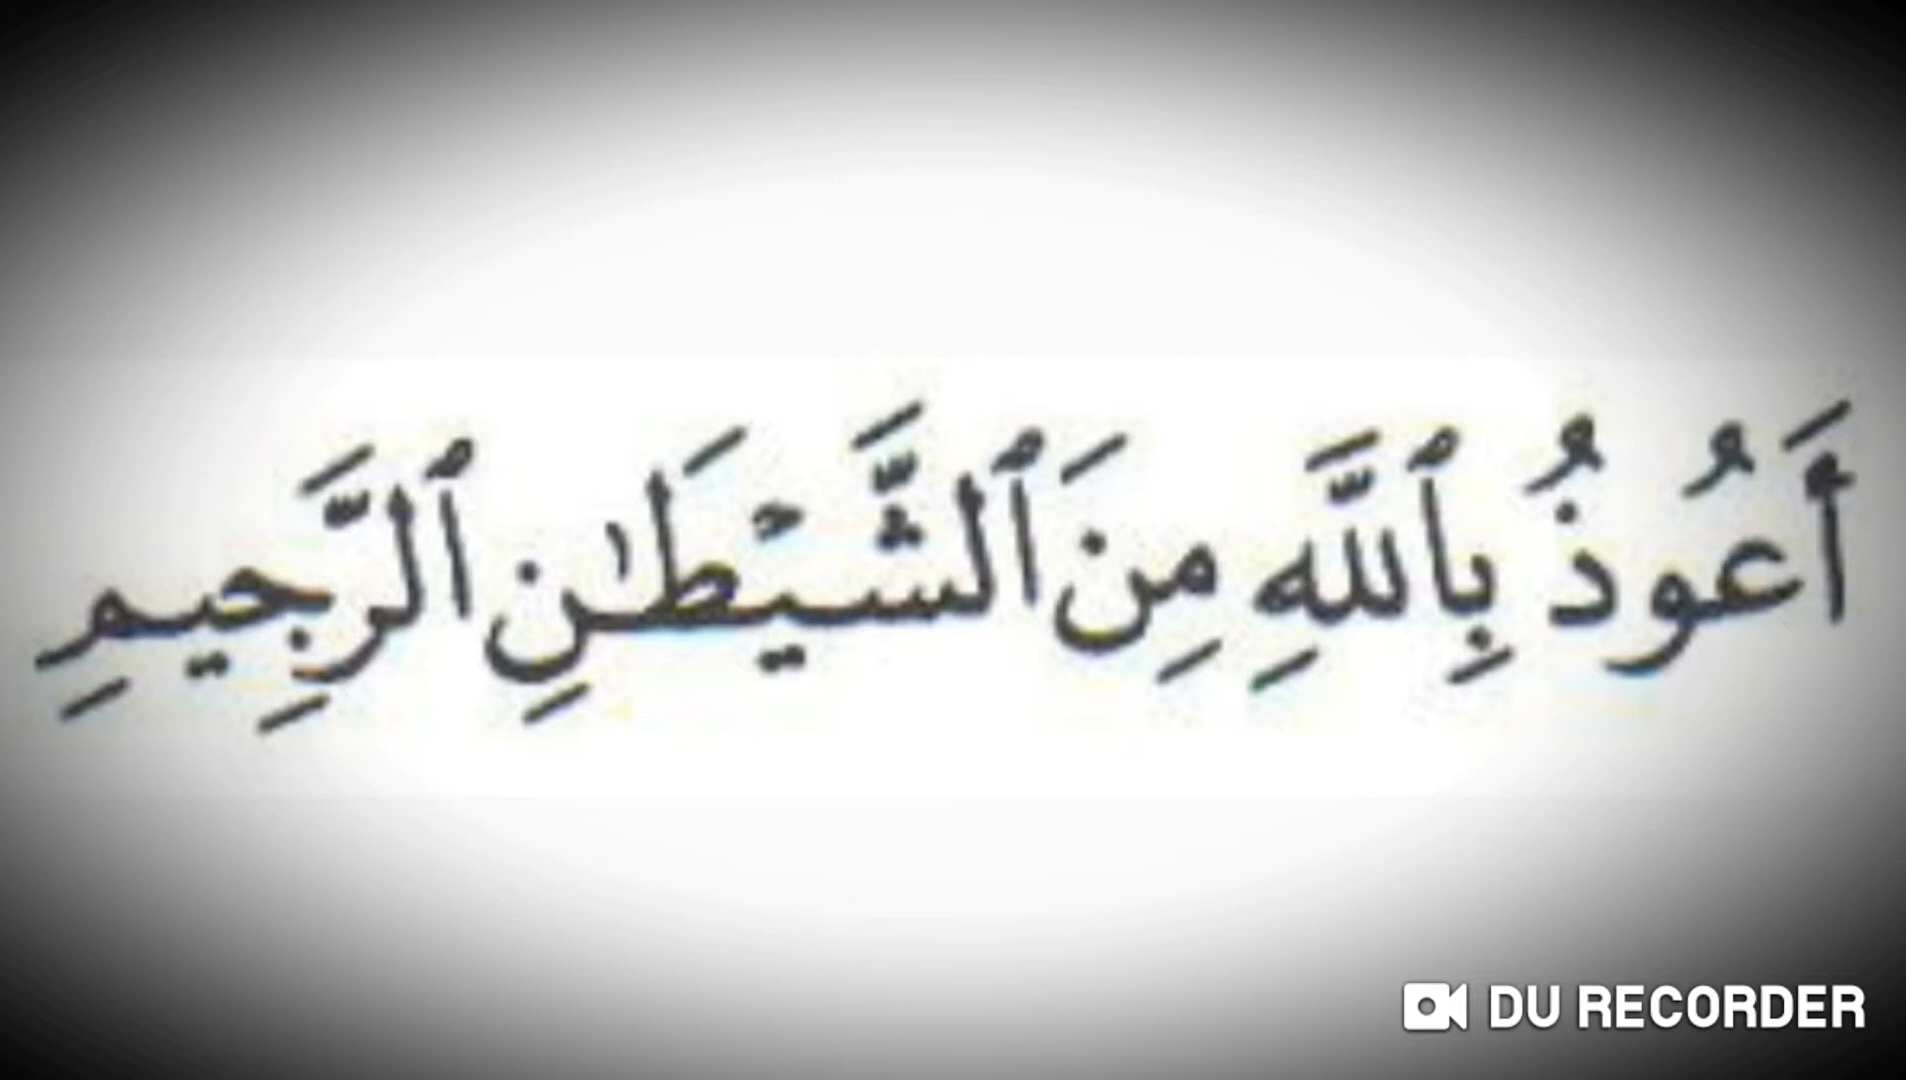 أَعُوذُ بِٱللَّهِ مِنَ ٱلشَّيْطَـٰنِ ٱلرَّجِيمِ
DU RECORDER